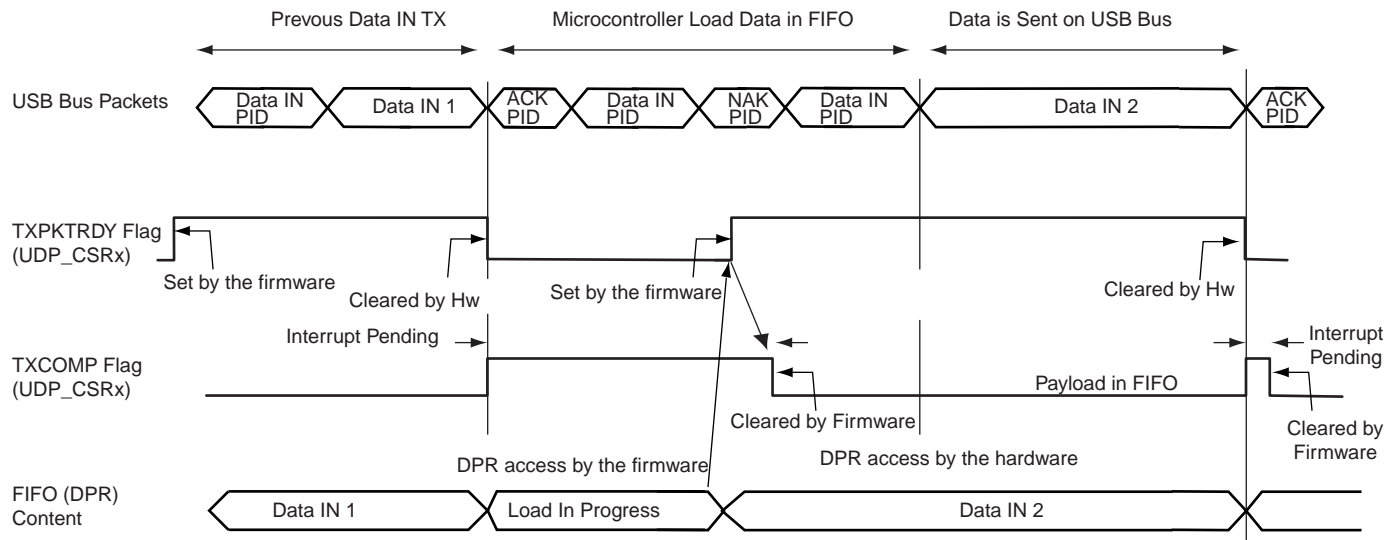 Prevous Data IN TX
Microcontroller Load Data in FIFO
Data is Sent on USB Bus
USB Bus Packets
Data IN
PID
Data IN 1
ACK
PID
Data IN
PID
NAK
PID
Data IN
PID
Data IN 2
ACK
PID
TXPKTRDY Flag
(UDP_CSRx)
Set by the firmware
Cleared by Hw
Set by the firmware
Cleared by Hw
Interrupt Pending
Interrupt
Pending
TXCOMP Flag
(UDP_CSRx)
Payload in FIFO
Cleared by Firmware
Cleared by
Firmware
DPR access by the firmware
DPR access by the hardware
FIFO (DPR)
Content
Data IN 1
Load In Progress
Data IN 2